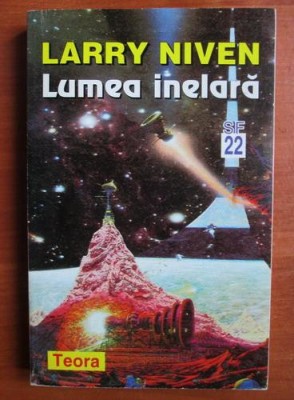 LARRY NIVEN
Lumea inelară
SF
22
Teora